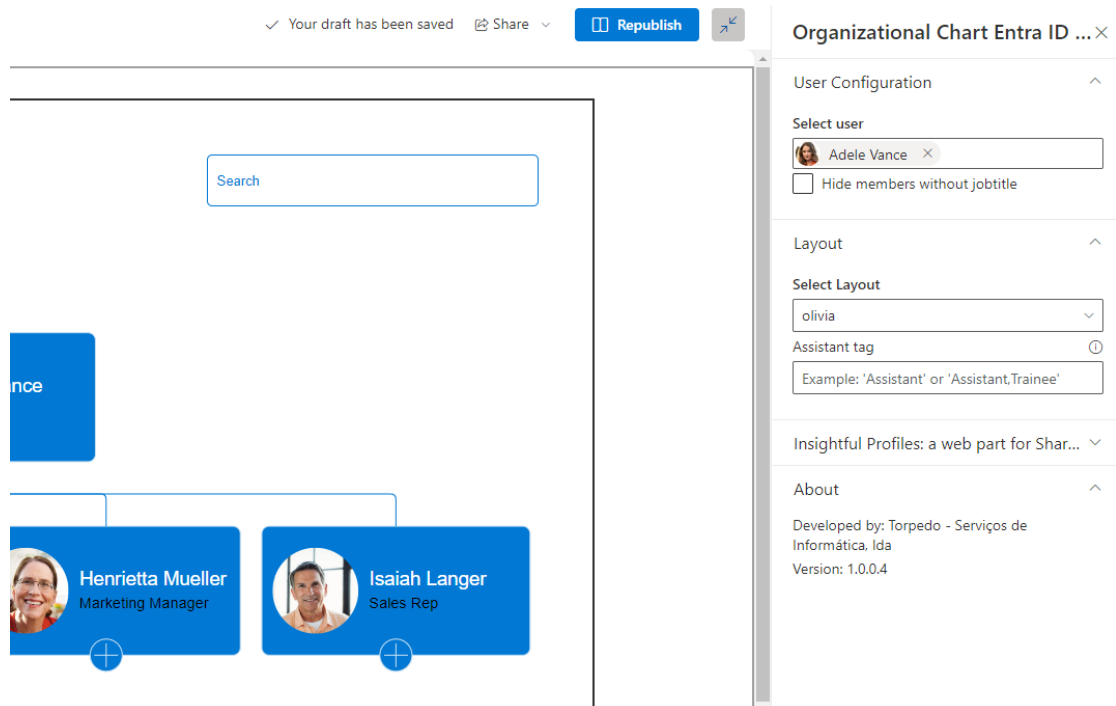 Your draft has been saved
Share
Republish
Search
nce
Henrietta Mueller
Marketing Manager
Isaiah Langer
Sales Rep
Organizational Chart Entra ID ...
User Configuration
Select user
Adele Vance
Hide members without jobtitle
Layout
Select Layout
olivia
Assistant tag
Example: 'Assistant' or 'Assistant,Trainee'
Insightful Profiles: a web part for Shar...
About
Developed by: Torpedo - Serviços de
Informática, lda
Version: 1.0.0.4